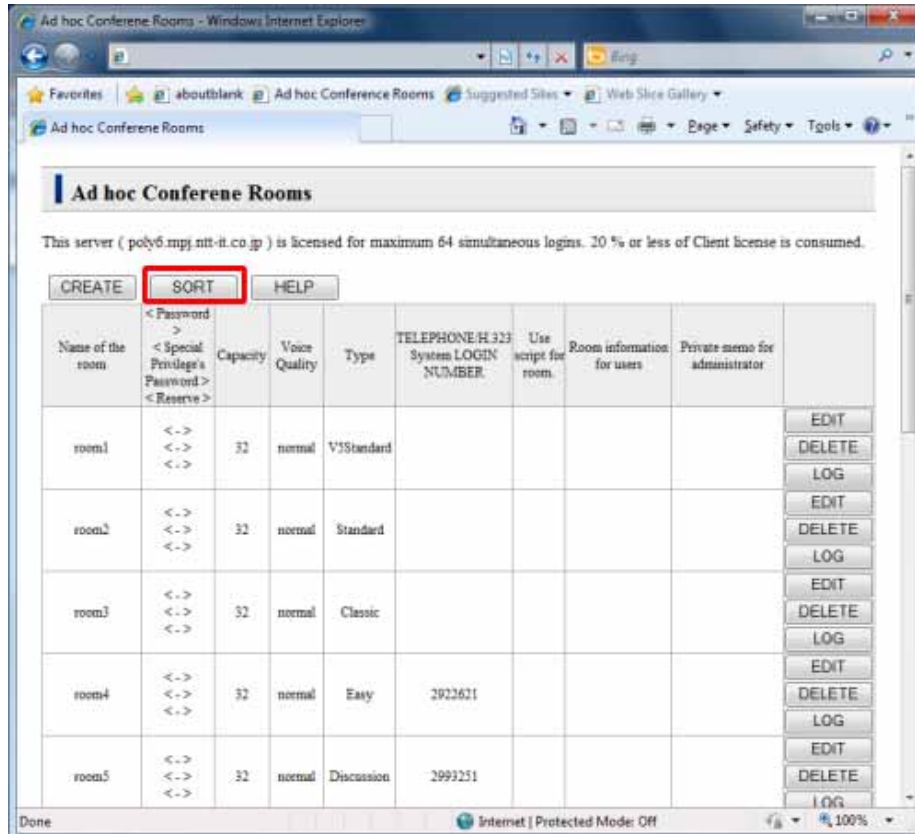 Ad hoc Conferene Rooms - Windows Internet Explorer
Bing
Favorites aboutblank Ad hoc Conference Rooms Suggested Sites Web Slice Gallery
Ad hoc Conferene Rooms Page Safety Tools
Ad hoc Conferene Rooms
This server ( poly6.mpj.ntt-it.co.jp ) is licensed for maximum 64 simultaneous logins. 20 % or less of Client license is consumed.
CREATE SORT HELP
Name of the room < Password > < Special Privilege's Password > < Reserve > Capacity Voice Quality Type TELEPHONE/H.323 System LOGIN NUMBER Use script for room. Room information for users Private memo for administrator
room1 <-> <-> <-> 32 normal V5Standard EDIT DELETE LOG
room2 <-> <-> <-> 32 normal Standard EDIT DELETE LOG
room3 <-> <-> <-> 32 normal Classic EDIT DELETE LOG
room4 <-> <-> <-> 32 normal Easy 2922621 EDIT DELETE LOG
room5 <-> <-> <-> 32 normal Discussion 2993251 EDIT DELETE LOG
Done Internet | Protected Mode: Off 100%